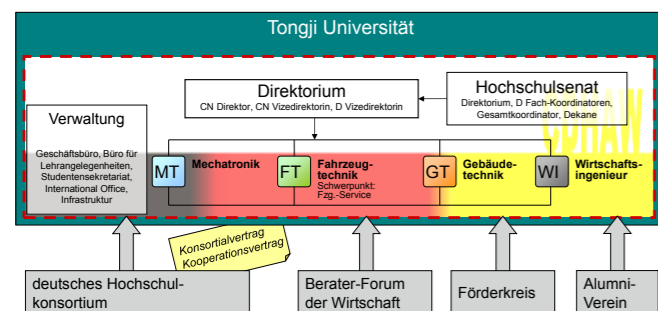 Tongji Universität
Direktorium
CN Direktor, CN Vizedirektorin, D Vizedirektorin
Hochschulsenat
Direktorium, D Fach-Koordinatoren,
Gesamtkoordinator, Dekane
CDHAW
Verwaltung
Geschäftsbüro, Büro für
Lehrangelegenheiten,
Studentensekretariat,
International Office,
Infrastruktur
MT
Mechatronik
FT
Fahrzeug-
technik
Schwerpunkt:
Fzg.-Service
GT
Gebäude-
technik
WI
Wirtschafts-
ingenieur
Konsortialvertrag
Kooperationsvertrag
deutsches Hochschul-
konsortium
Berater-Forum
der Wirtschaft
Förderkreis
Alumni-
Verein